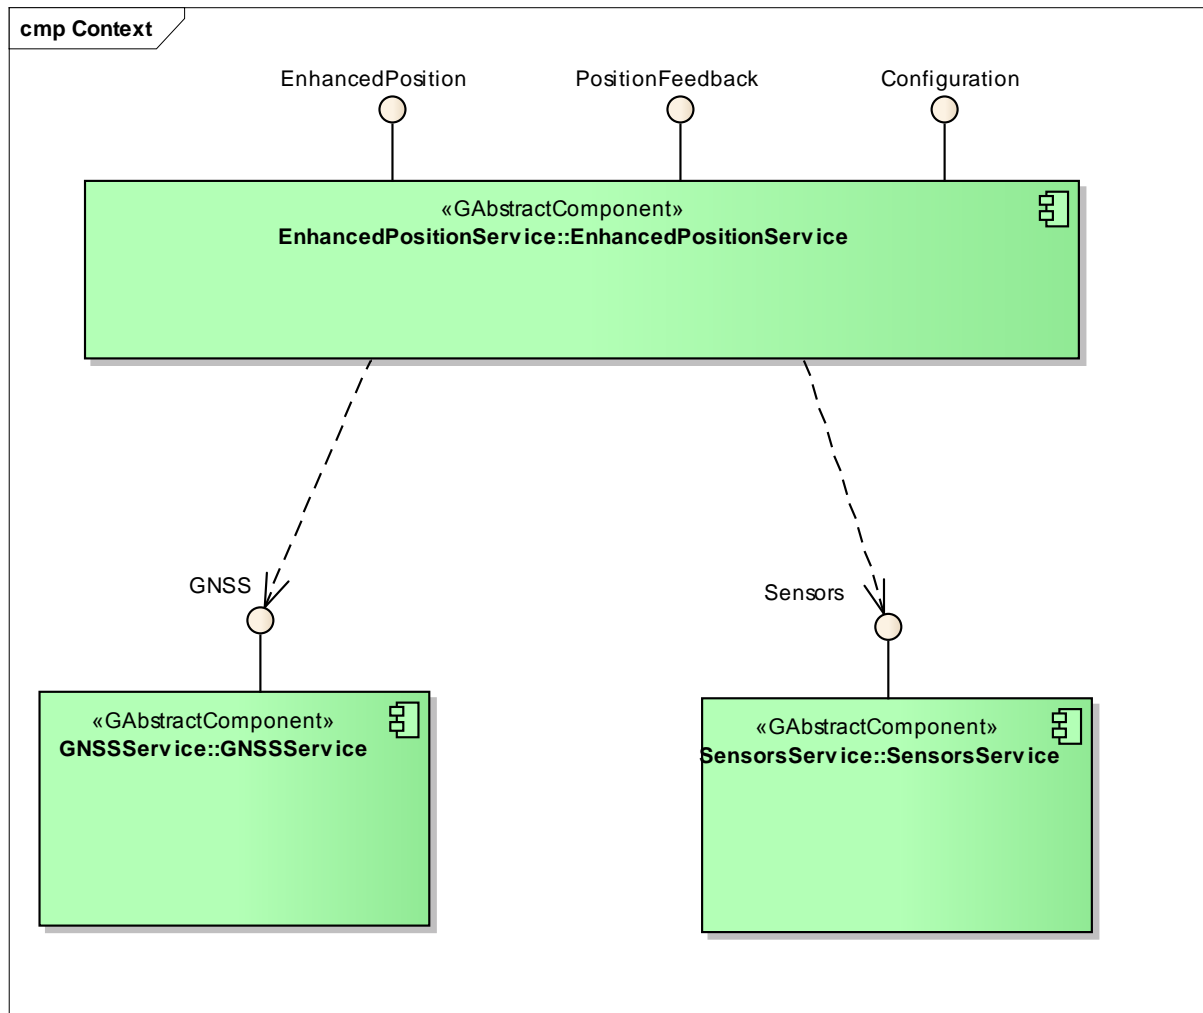 cmp Context
EnhancedPosition
PositionFeedback
Configuration
«GAbstractComponent»
EnhancedPositionService::EnhancedPositionService
GNSS
Sensors
«GAbstractComponent»
GNSSService::GNSSService
«GAbstractComponent»
SensorsService::SensorsService